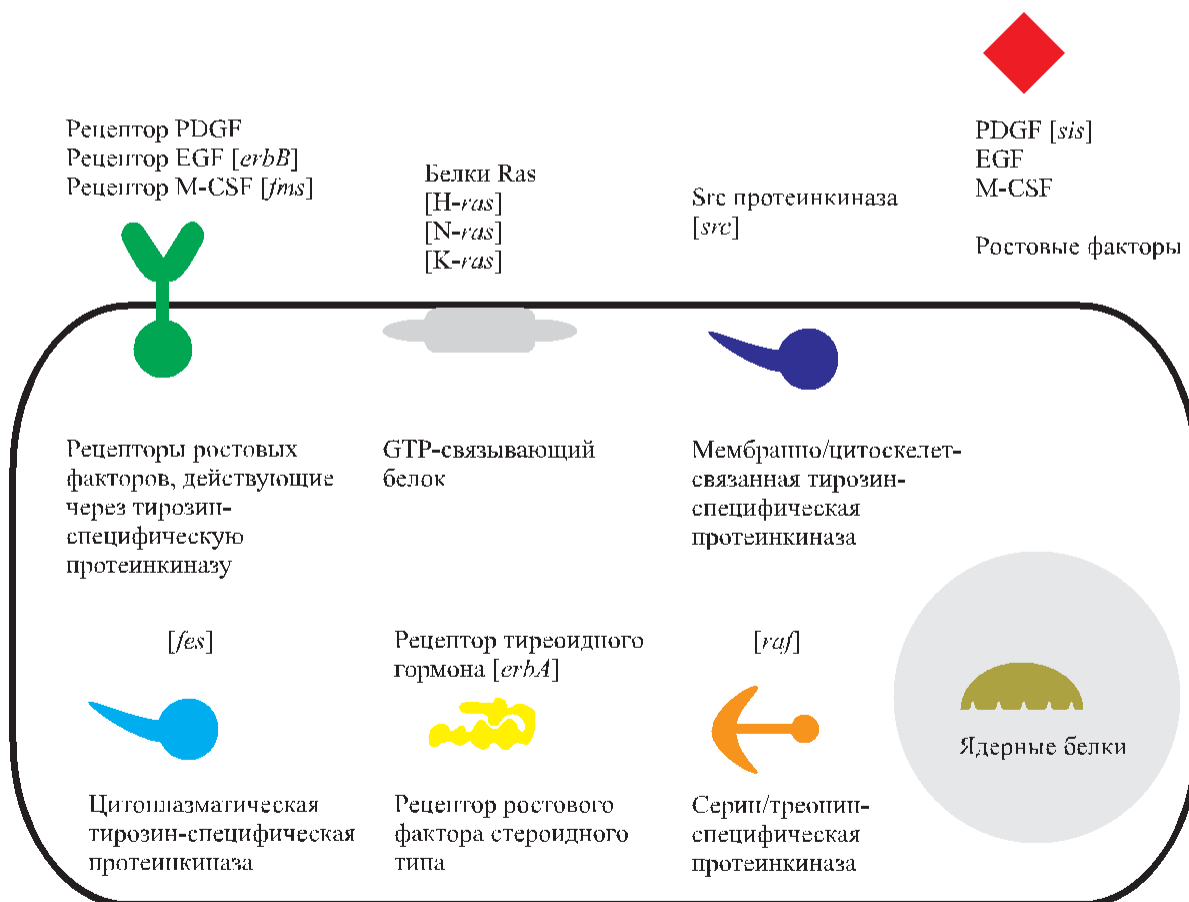 Рецептор PDGF
Рецептор EGF [erbB]
Рецептор M-CSF [fms]
Белки Ras
[H-ras]
[N-ras]
[K-ras]
Src протеинкиназа
[src]
PDGF [sis]
EGF
M-CSF
Ростовые факторы
Рецепторы ростовых
факторов, действующие
через тирозин-
специфическую
протеинкиназу
GTP-связывающий
белок
Мембранно/цитоскелет-
связанная тирозин-
специфическая
протеинкиназа
[fes]
Рецептор тиреоидного
гормона [erbA]
[raf]
Ядерные белки
Цитоплазматическая
тирозин-специфическая
протеинкиназа
Рецептор ростового
фактора стероидного
типа
Серин/треонин-
специфическая
протеинкиназа